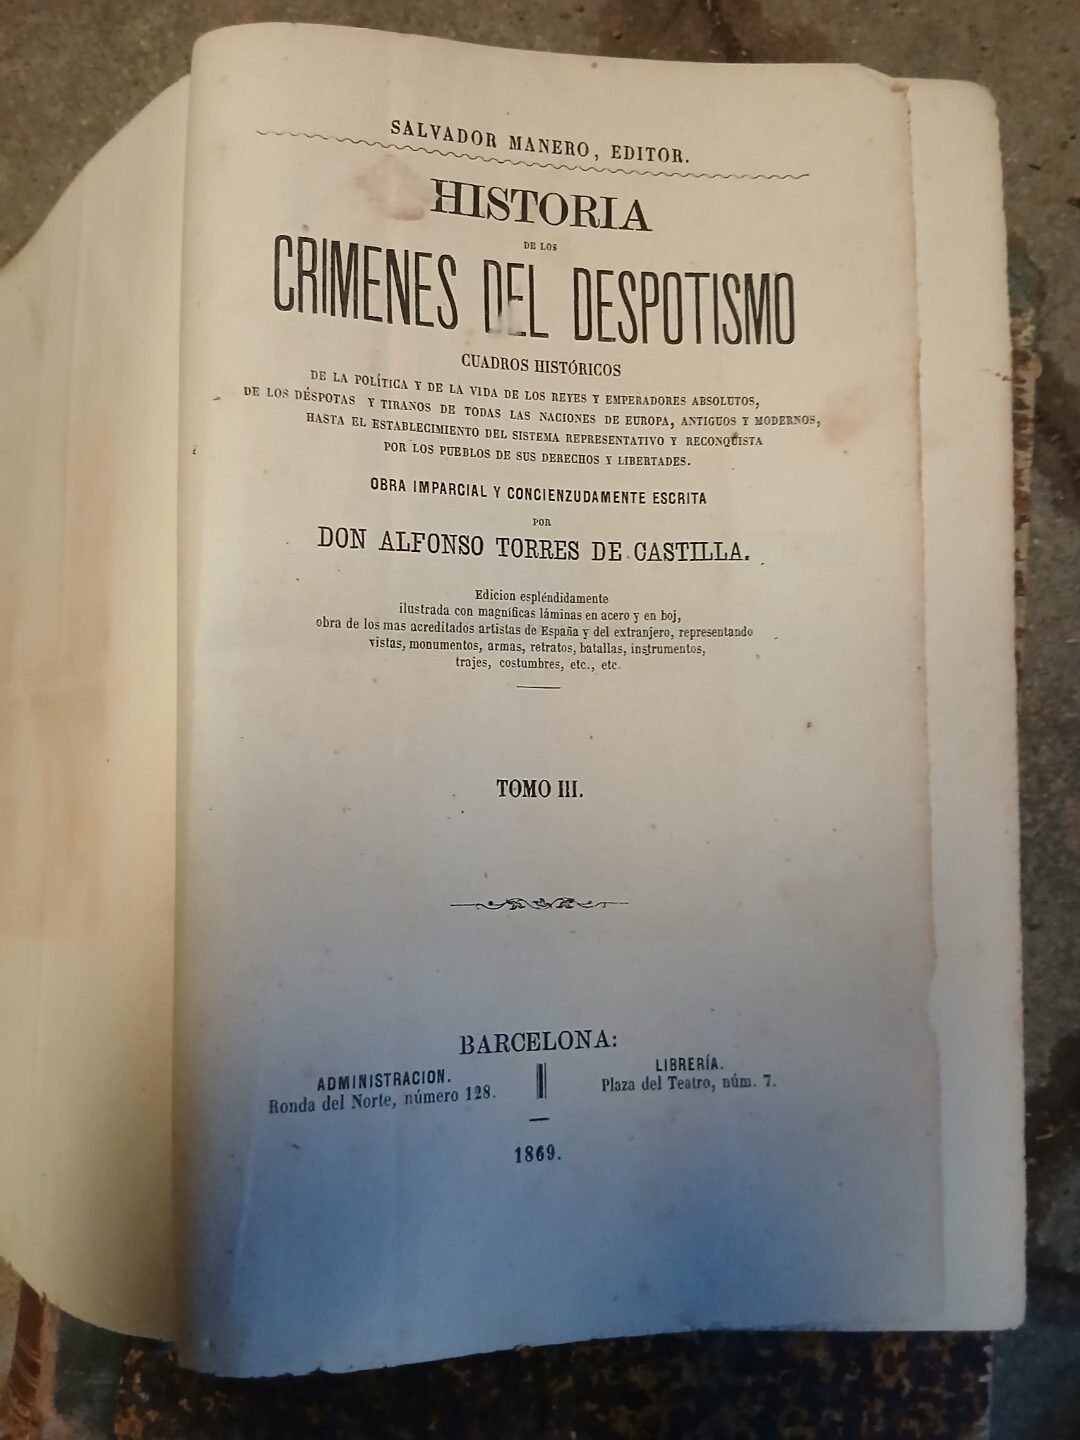 SALVADOR MANERO, EDITOR.
HISTORIA
DE LOS
CRIMENES DEL DESPOTISMO
CUADROS HISTÓRICOS
DE LA POLÍTICA Y DE LA VIDA DE LOS REYES Y EMPERADORES ABSOLUTOS,
DE LOS DÉSPOTAS Y TIRANOS DE TODAS LAS NACIONES DE EUROPA, ANTIGUOS Y MODERNOS,
HASTA EL ESTABLECIMIENTO DEL SISTEMA REPRESENTATIVO Y RECONQUISTA
POR LOS PUEBLOS DE SUS DERECHOS Y LIBERTADES.
OBRA IMPARCIAL Y CONCIENZUDAMENTE ESCRITA
POR
DON ALFONSO TORRES DE CASTILLA.
Edicion espléndidamente
ilustrada con magníficas láminas en acero y en boj,
obra de los mas acreditados artistas de España y del extranjero, representando
vistas, monumentos, armas, retratos, batallas, instrumentos,
trajes, costumbres, etc., etc.
TOMO III.
BARCELONA:
ADMINISTRACION.
Ronda del Norte, número 128.
LIBRERÍA.
Plaza del Teatro, núm. 7.
1869.